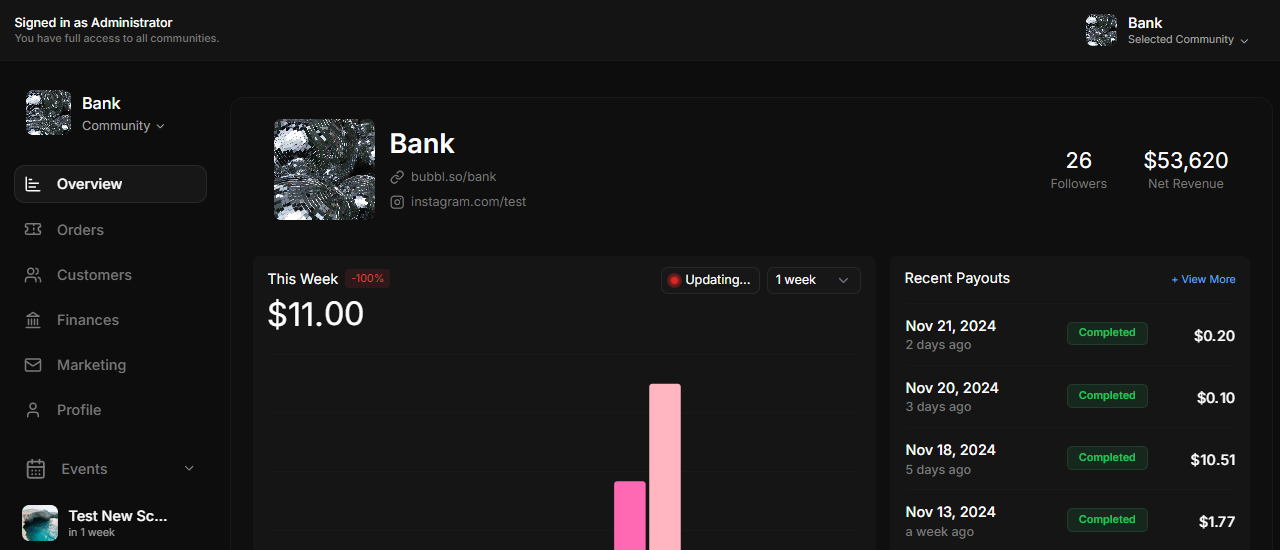 Signed in as Administrator
You have full access to all communities.
Bank
Selected Community
Bank
Community
Overview
Orders
Customers
Finances
Marketing
Profile
Events
Test New Sc...
in 1 week
Bank
bubbl.so/bank
instagram.com/test
26
Followers
$53,620
Net Revenue
This Week -100%
Updating...
1 week
$11.00
Recent Payouts
+ View More
Nov 21, 2024
2 days ago
Completed
$0.20
Nov 20, 2024
3 days ago
Completed
$0.10
Nov 18, 2024
5 days ago
Completed
$10.51
Nov 13, 2024
a week ago
Completed
$1.77